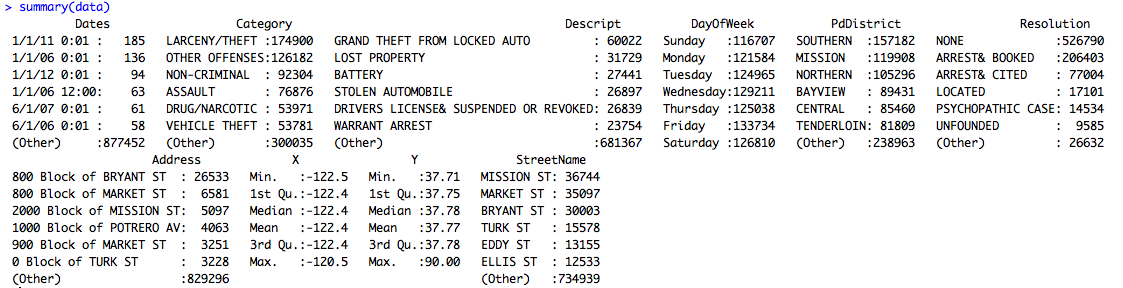 > summary(data)
Dates Category Descript DayOfWeek PdDistrict Resolution
1/1/11 0:01 : 185 LARCENY/THEFT :174900 GRAND THEFT FROM LOCKED AUTO : 60022 Sunday :116707 SOUTHERN :157182 NONE :526790
1/1/06 0:01 : 136 OTHER OFFENSES:126182 LOST PROPERTY : 31729 Monday :121584 MISSION :119908 ARREST& BOOKED :206403
1/1/12 0:01 : 94 NON-CRIMINAL : 92304 BATTERY : 27441 Tuesday :124965 NORTHERN :105296 ARREST& CITED : 77004
1/1/06 12:00: 63 ASSAULT : 76876 STOLEN AUTOMOBILE : 26897 Wednesday:129211 BAYVIEW : 89431 LOCATED : 17101
6/1/07 0:01 : 61 DRUG/NARCOTIC : 53971 DRIVERS LICENSE& SUSPENDED OR REVOKED: 26839 Thursday :125038 CENTRAL : 85460 PSYCHOPATHIC CASE: 14534
6/1/06 0:01 : 58 VEHICLE THEFT : 53781 WARRANT ARREST : 23754 Friday :133734 TENDERLOIN: 81809 UNFOUNDED : 9585
(Other) :877452 (Other) :300035 (Other) :681367 Saturday :126810 (Other) :238963 (Other) : 26632
Address X Y StreetName
800 Block of BRYANT ST : 26533 Min. :-122.5 Min. :37.71 MISSION ST: 36744
800 Block of MARKET ST : 6581 1st Qu.:-122.4 1st Qu.:37.75 MARKET ST : 35097
2000 Block of MISSION ST: 5097 Median :-122.4 Median :37.78 BRYANT ST : 30003
1000 Block of POTRERO AV: 4063 Mean :-122.4 Mean :37.77 TURK ST : 15578
900 Block of MARKET ST : 3251 3rd Qu.:-122.4 3rd Qu.:37.78 EDDY ST : 13155
0 Block of TURK ST : 3228 Max. :-120.5 Max. :90.00 ELLIS ST : 12533
(Other) :829296 (Other) :734939